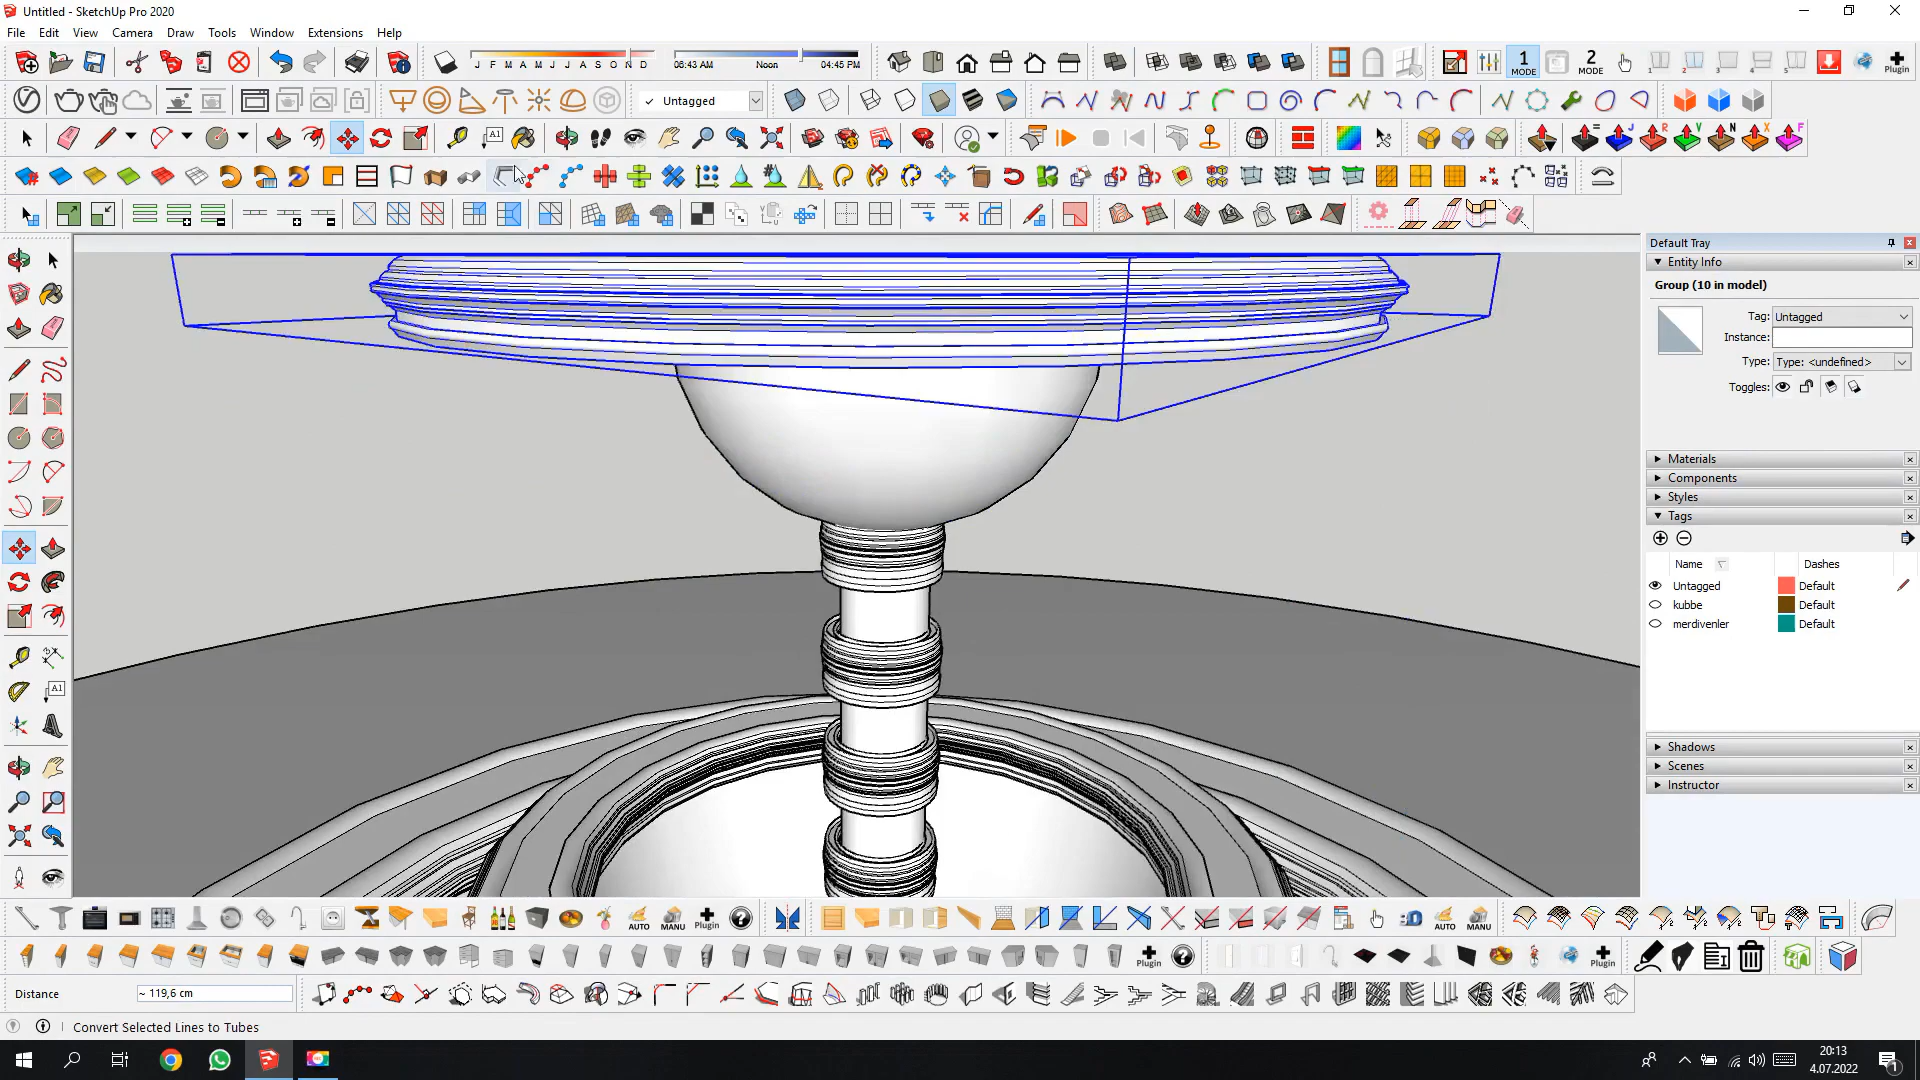 Untitled - SketchUp Pro 2020
File Edit View Camera Draw Tools Window Extensions Help
J F M A M J J A S O N D
06:43 AM Noon 04:45 PM
1 MODE
2 MODE
Plugin
Untagged
Default Tray
Entity Info
Group (10 in model)
Tag: Untagged
Instance:
Type: Type: <undefined>
Toggles:
Materials
Components
Styles
Tags
Name Dashes
Untagged Default
kubbe Default
merdivenler Default
Shadows
Scenes
Instructor
AUTO MANU Plugin
AUTO MANU
Plugin
Plugin
Distance ~ 119,6 cm
Convert Selected Lines to Tubes
20:13
4.07.2022